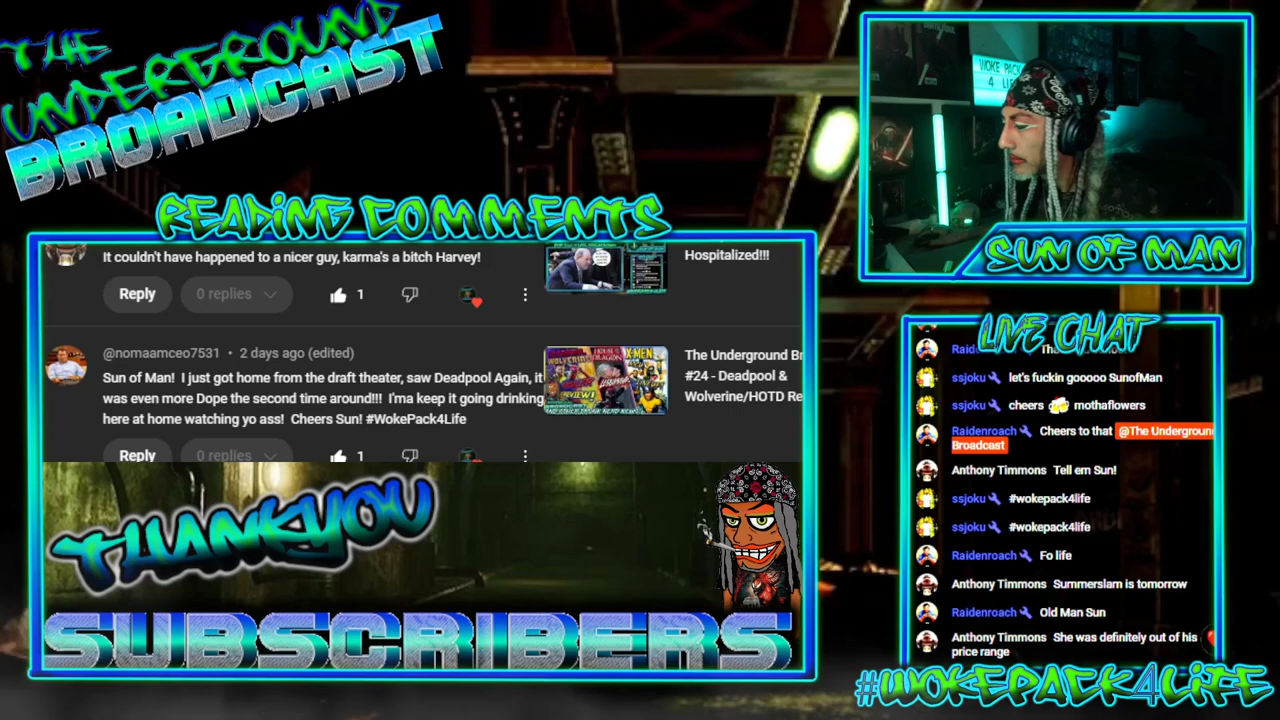 THE
UNDERGROUND
BROADCAST
READING COMMENTS
It couldn't have happened to a nicer guy, karma's a bitch Harvey!
Hospitalized!!!
Reply
0 replies
1
@nomaamceo7531 • 2 days ago (edited)
Sun of Man! I just got home from the draft theater, saw Deadpool Again, it
was even more Dope the second time around!!! I'ma keep it going drinking
here at home watching yo ass! Cheers Sun! #WokePack4Life
The Underground Br
#24 - Deadpool &
Wolverine/HOTD Re
Reply
0 replies
1
THANKYOU
SUBSCRIBERS
WOKE PACK
4 LI
SUN OF MAN
LIVE CHAT
ssjoku let's fuckin gooooo SunofMan
ssjoku cheers mothaflowers
Raidenroach Cheers to that @The Underground
Broadcast
Anthony Timmons Tell em Sun!
ssjoku #wokepack4life
ssjoku #wokepack4life
Raidenroach Fo life
Anthony Timmons Summerslam is tomorrow
Raidenroach Old Man Sun
Anthony Timmons She was definitely out of his
price range
#WOKEPACK4LIFE